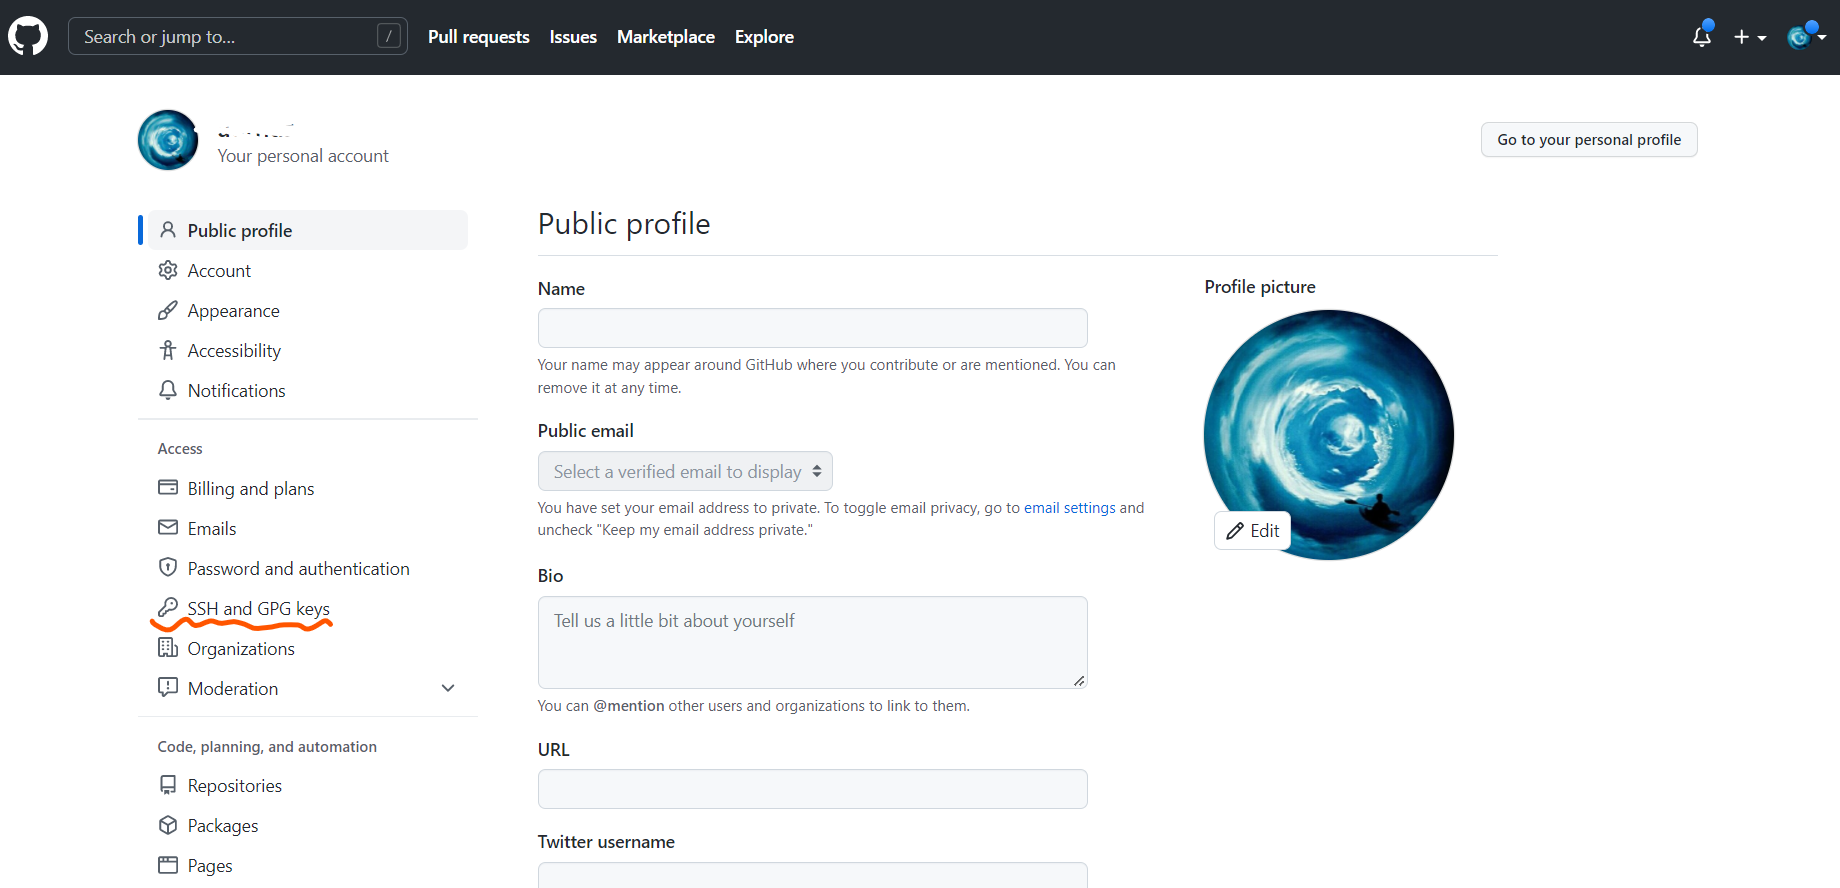 Search or jump to... /
Pull requests
Issues
Marketplace
Explore
Your personal account
Go to your personal profile
Public profile
Account
Appearance
Accessibility
Notifications
Access
Billing and plans
Emails
Password and authentication
SSH and GPG keys
Organizations
Moderation
Code, planning, and automation
Repositories
Packages
Pages
Public profile
Name
Your name may appear around GitHub where you contribute or are mentioned. You can
remove it at any time.
Public email
Select a verified email to display
You have set your email address to private. To toggle email privacy, go to email settings and
uncheck "Keep my email address private."
Bio
Tell us a little bit about yourself
You can @mention other users and organizations to link to them.
URL
Twitter username
Profile picture
Edit